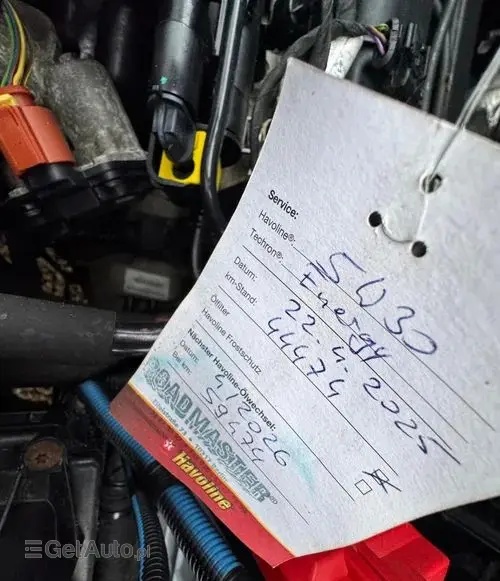 Service:
Havoline®: 5W30
Techron®: Energy
Datum: 22.4.2025
km-Stand: 44474
Ölfilter
Havoline Frostschutz
Nächster Havoline-Ölwechsel:
Datum: 4/2026
Bei km: 59474
ROADMASTER
Havoline
GetAuto.pl